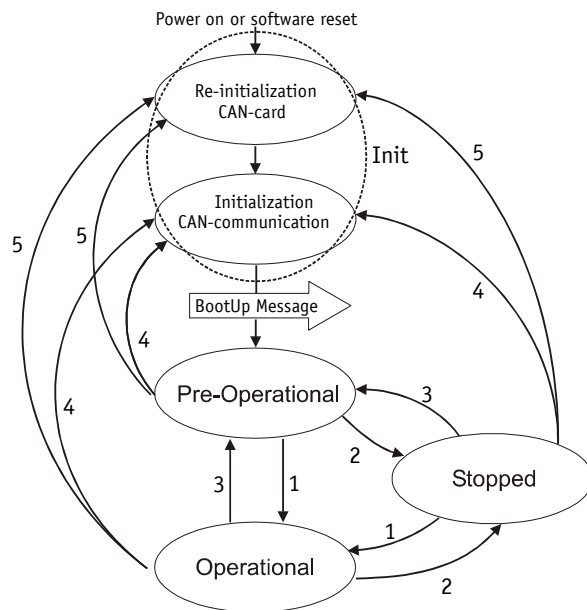 Power on or software reset
Re-initialization
CAN-card
Init
5
Initialization
CAN-communication
5
5
4
BootUp Message
4
4
Pre-Operational
3
2
Stopped
3
1
1
Operational
2